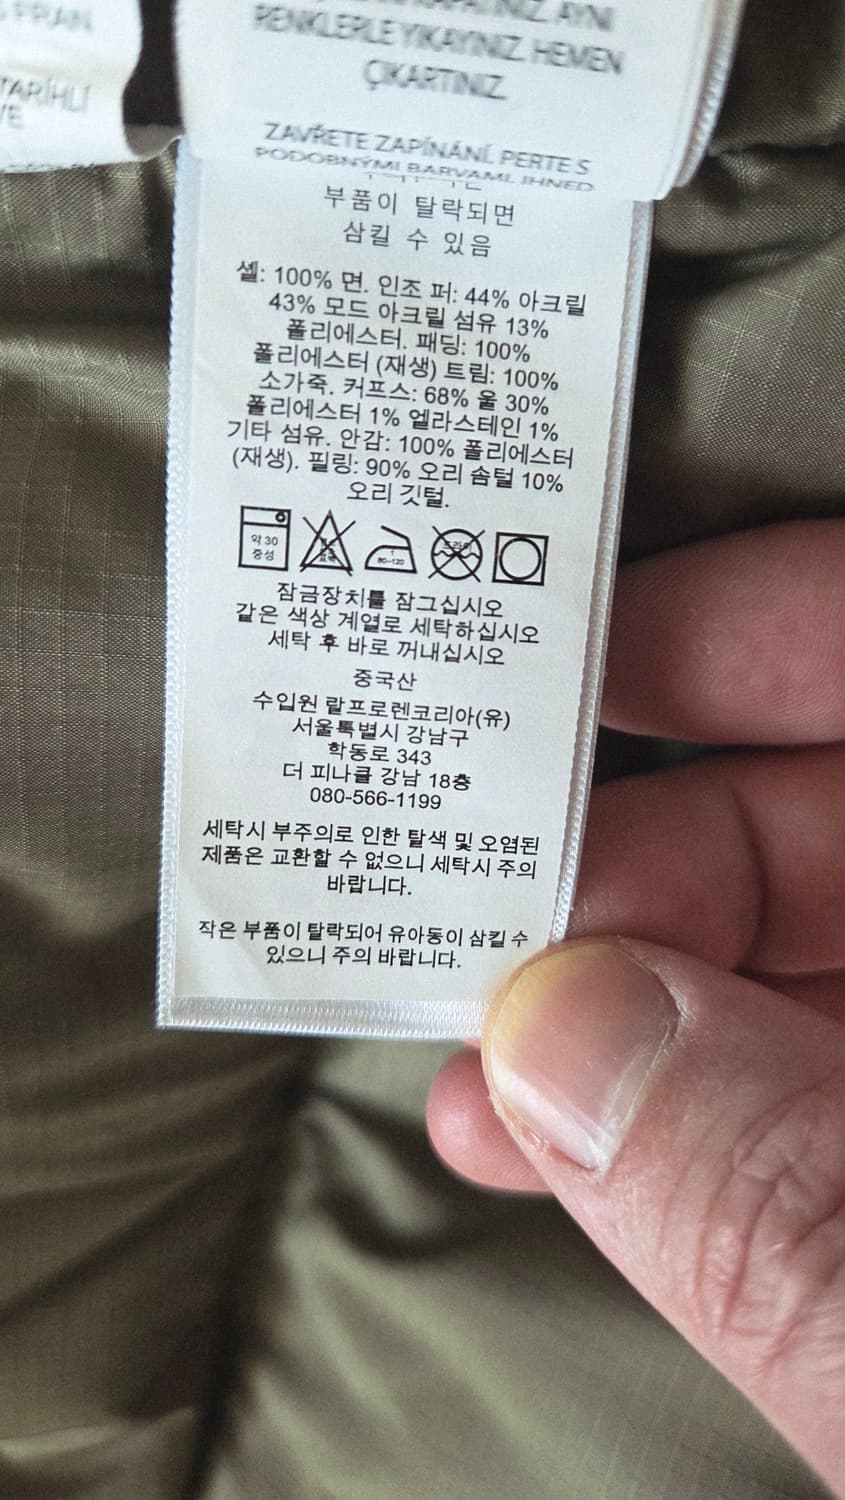 FRAN
TARİHLİ
VE
AYNI
RENKLERLE YIKAYINIZ. HEMEN
ÇIKARTINIZ.
ZAVŘETE ZAPÍNÁNÍ. PERTE S
PODOBNÝMI BARVAMI. IHNED
부품이 탈락되면
삼킬 수 있음
셸: 100% 면. 인조 퍼: 44% 아크릴
43% 모드 아크릴 섬유 13%
폴리에스터. 패딩: 100%
폴리에스터 (재생) 트림: 100%
소가죽. 커프스: 68% 울 30%
폴리에스터 1% 엘라스테인 1%
기타 섬유. 안감: 100% 폴리에스터
(재생). 필링: 90% 오리 솜털 10%
오리 깃털.
약 30
중성
1
80~120
드라이
잠금장치를 잠그십시오
같은 색상 계열로 세탁하십시오
세탁 후 바로 꺼내십시오
중국산
수입원 랄프로렌코리아(유)
서울특별시 강남구
학동로 343
더 피나클 강남 18층
080-566-1199
세탁시 부주의로 인한 탈색 및 오염된
제품은 교환할 수 없으니 세탁시 주의
바랍니다.
작은 부품이 탈락되어 유아동이 삼킬 수
있으니 주의 바랍니다.